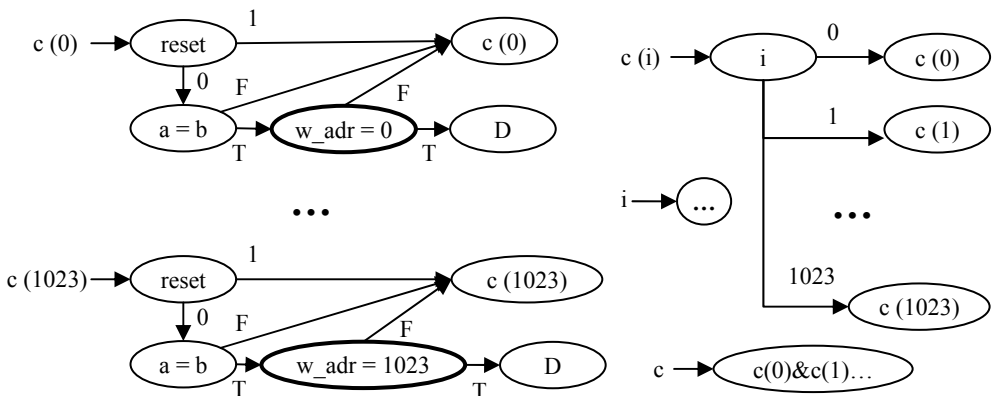 1
c (0) reset c (0)
0 F F
a = b w_adr = 0 D
T T
...
1
c (1023) reset c (1023)
0 F F
a = b w_adr = 1023 D
T T
0
c (i) i c (0)
1
c (1)
i ...
...
1023
c (1023)
c c(0)&c(1)...